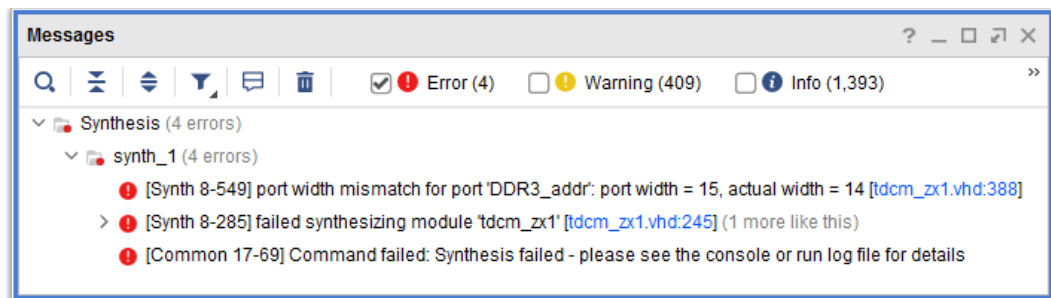 Messages
Error (4) Warning (409) Info (1,393)
Synthesis (4 errors)
synth_1 (4 errors)
[Synth 8-549] port width mismatch for port 'DDR3_addr': port width = 15, actual width = 14 [tdcm_zx1.vhd:388]
[Synth 8-285] failed synthesizing module 'tdcm_zx1' [tdcm_zx1.vhd:245] (1 more like this)
[Common 17-69] Command failed: Synthesis failed - please see the console or run log file for details